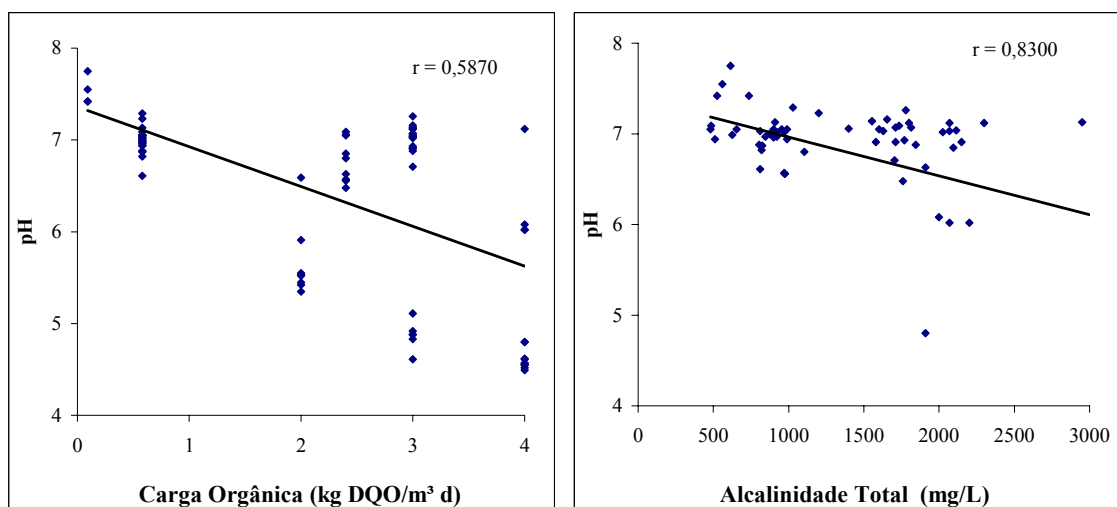 8
7
6
5
4
pH
r = 0,5870
0 1 2 3 4
Carga Orgânica (kg DQO/m³ d)
8
7
6
5
4
pH
r = 0,8300
0 500 1000 1500 2000 2500 3000
Alcalinidade Total (mg/L)